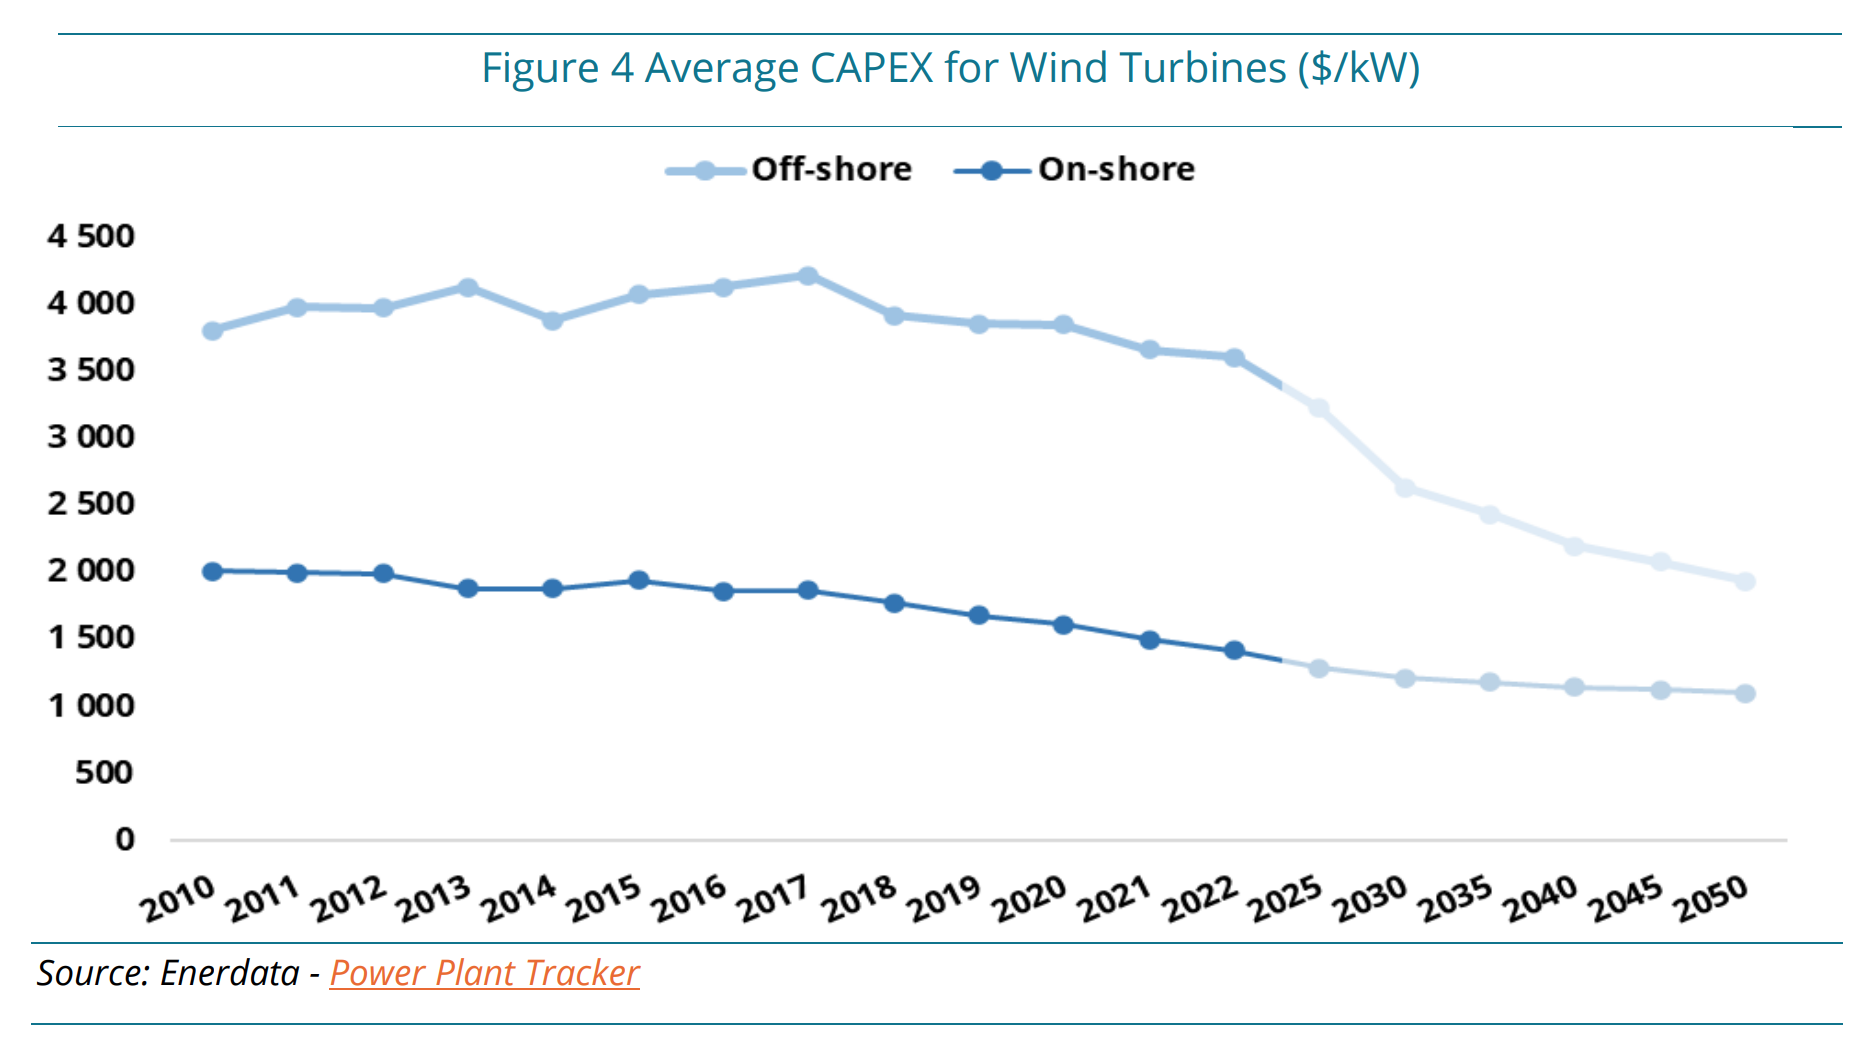 Figure 4 Average CAPEX for Wind Turbines ($/kW)
Off-shore On-shore
4 500
4 000
3 500
3 000
2 500
2 000
1 500
1 000
500
0
2010 2011 2012 2013 2014 2015 2016 2017 2018 2019 2020 2021 2022 2025 2030 2035 2040 2045 2050
Source: Enerdata - Power Plant Tracker